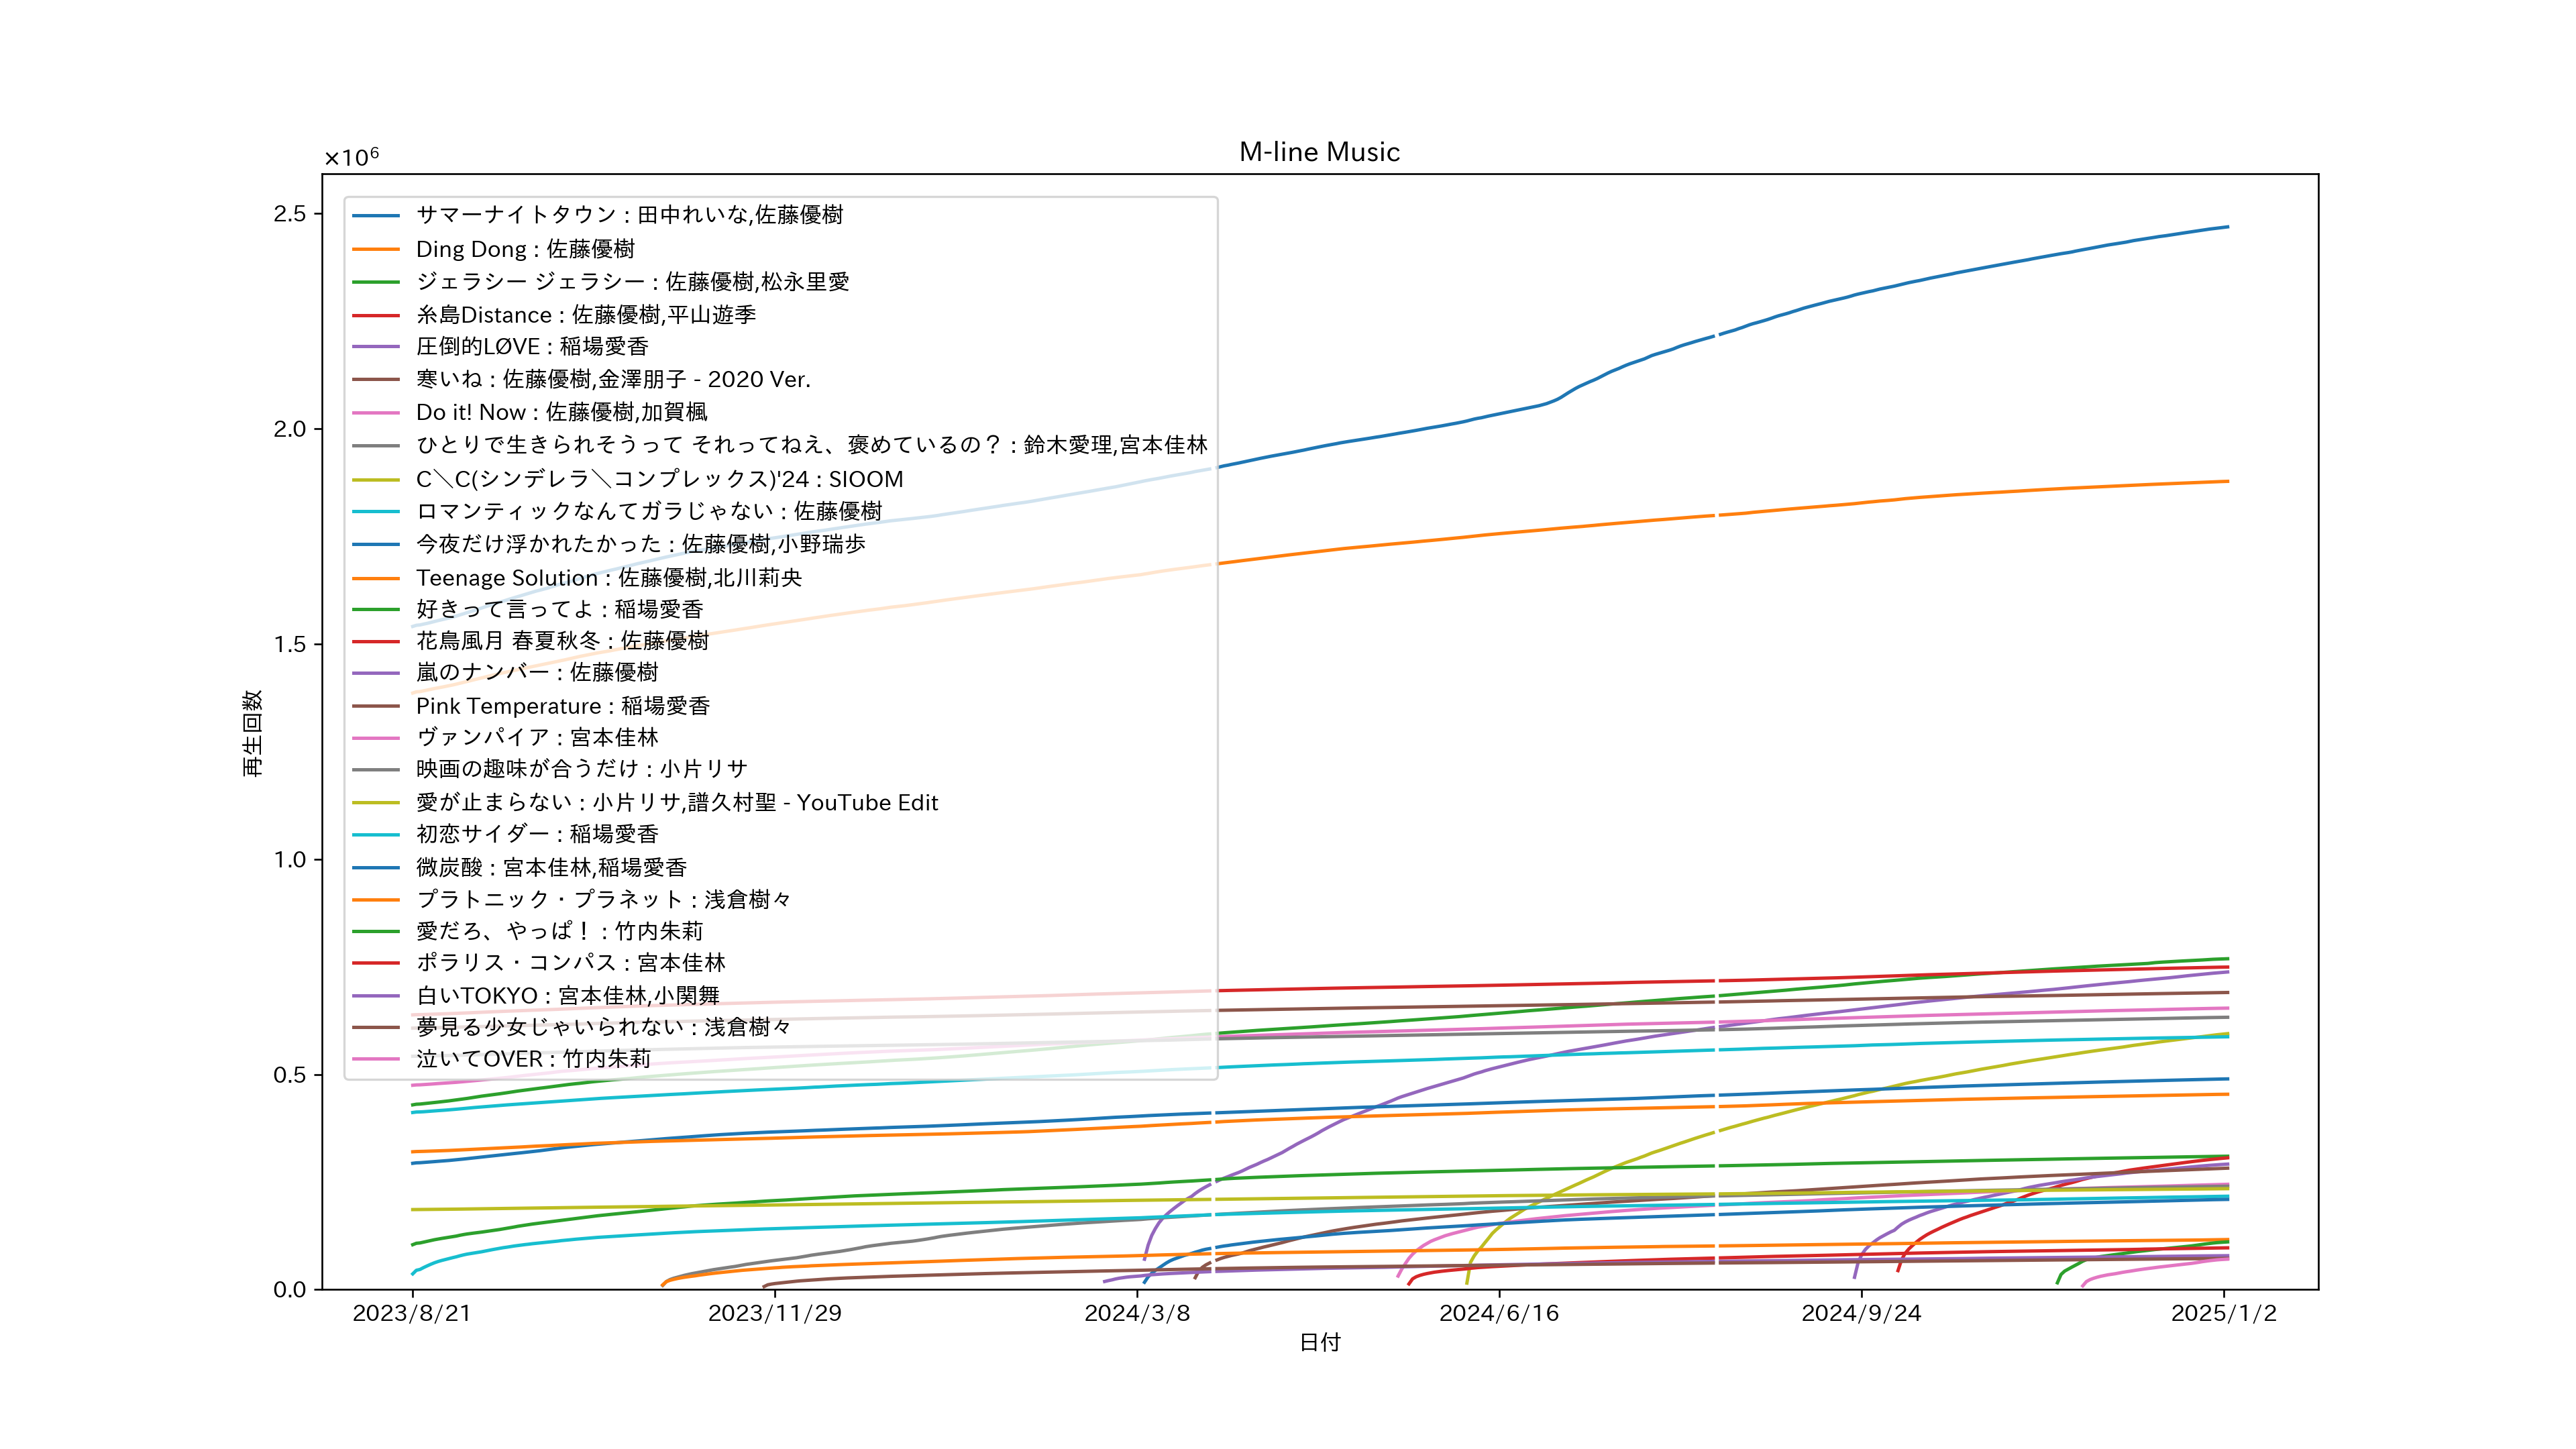 M-line Music
×10⁶
2.5
2.0
1.5
1.0
0.5
0.0
再生回数
サマーナイトタウン : 田中れいな,佐藤優樹
Ding Dong : 佐藤優樹
ジェラシー ジェラシー : 佐藤優樹,松永里愛
糸島Distance : 佐藤優樹,平山遊季
圧倒的LØVE : 稲場愛香
寒いね : 佐藤優樹,金澤朋子 - 2020 Ver.
Do it! Now : 佐藤優樹,加賀楓
ひとりで生きられそうって それってねえ、褒めているの？ : 鈴木愛理,宮本佳林
C＼C(シンデレラ＼コンプレックス)'24 : SIOOM
ロマンティックなんてガラじゃない : 佐藤優樹
今夜だけ浮かれたかった : 佐藤優樹,小野瑞歩
Teenage Solution : 佐藤優樹,北川莉央
好きって言ってよ : 稲場愛香
花鳥風月 春夏秋冬 : 佐藤優樹
嵐のナンバー : 佐藤優樹
Pink Temperature : 稲場愛香
ヴァンパイア : 宮本佳林
映画の趣味が合うだけ : 小片リサ
愛が止まらない : 小片リサ,譜久村聖 - YouTube Edit
初恋サイダー : 稲場愛香
微炭酸 : 宮本佳林,稲場愛香
プラトニック・プラネット : 浅倉樹々
愛だろ、やっぱ！ : 竹内朱莉
ポラリス・コンパス : 宮本佳林
白いTOKYO : 宮本佳林,小関舞
夢見る少女じゃいられない : 浅倉樹々
泣いてOVER : 竹内朱莉
2023/8/21
2023/11/29
2024/3/8
2024/6/16
2024/9/24
2025/1/2
日付